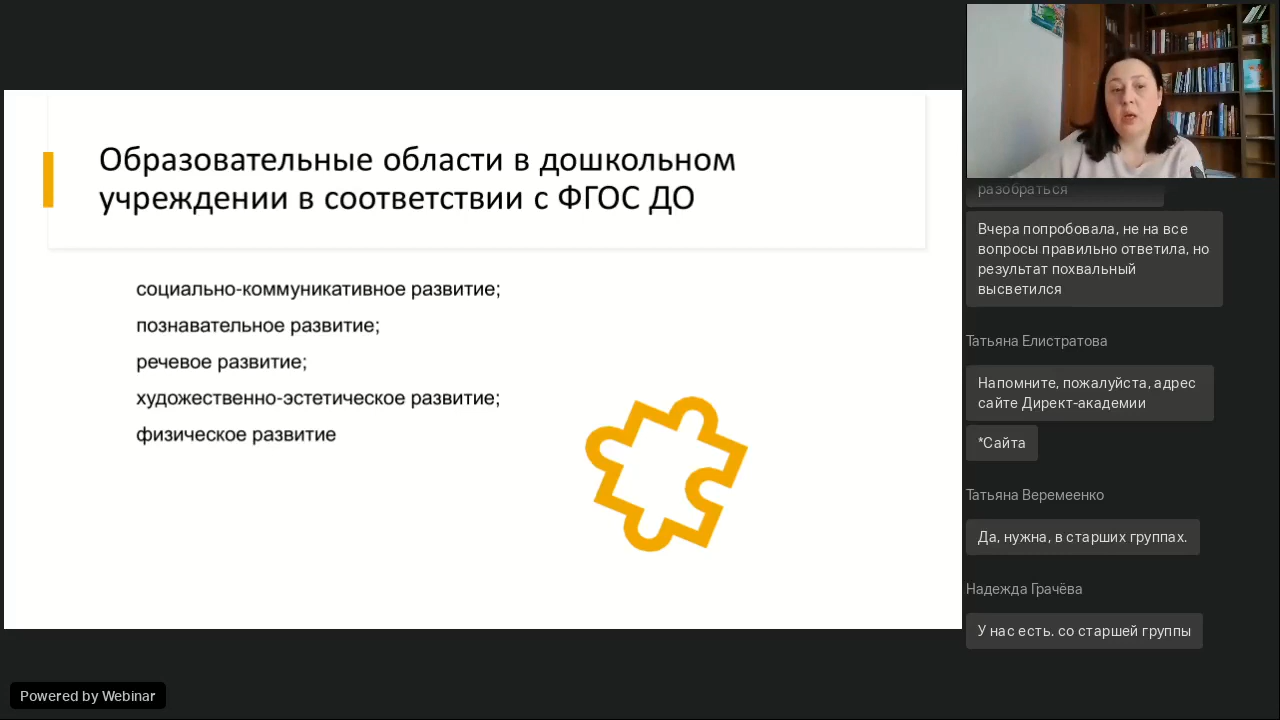 Образовательные области в дошкольном
учреждении в соответствии с ФГОС ДО
социально-коммуникативное развитие;
познавательное развитие;
речевое развитие;
художественно-эстетическое развитие;
физическое развитие
разобраться
Вчера попробовала, не на все
вопросы правильно ответила, но
результат похвальный
высветился
Татьяна Елистратова
Напомните, пожалуйста, адрес
сайте Директ-академии
*Сайта
Татьяна Веремеенко
Да, нужна, в старших группах.
Надежда Грачёва
У нас есть. со старшей группы
Powered by Webinar